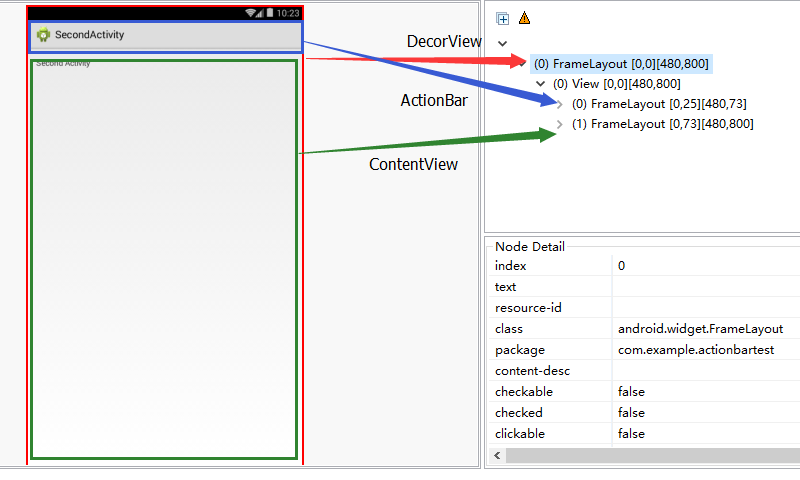 10:23
SecondActivity
Second Activity
DecorView
ActionBar
ContentView
(0) FrameLayout [0,0][480,800]
(0) View [0,0][480,800]
(0) FrameLayout [0,25][480,73]
(1) FrameLayout [0,73][480,800]
Node Detail
index 0
text
resource-id
class android.widget.FrameLayout
package com.example.actionbartest
content-desc
checkable false
checked false
clickable false